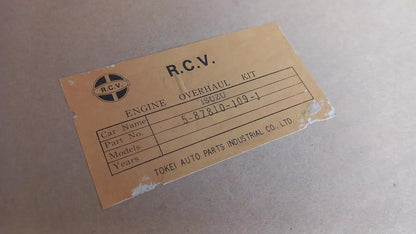 R.C.V.
R.C.V.
ENGINE OVERHAUL KIT
Car Name ISUZU
Part No. 5-87810-109-1
Models
Years
TOKEI AUTO PARTS INDUSTRIAL CO., LTD.